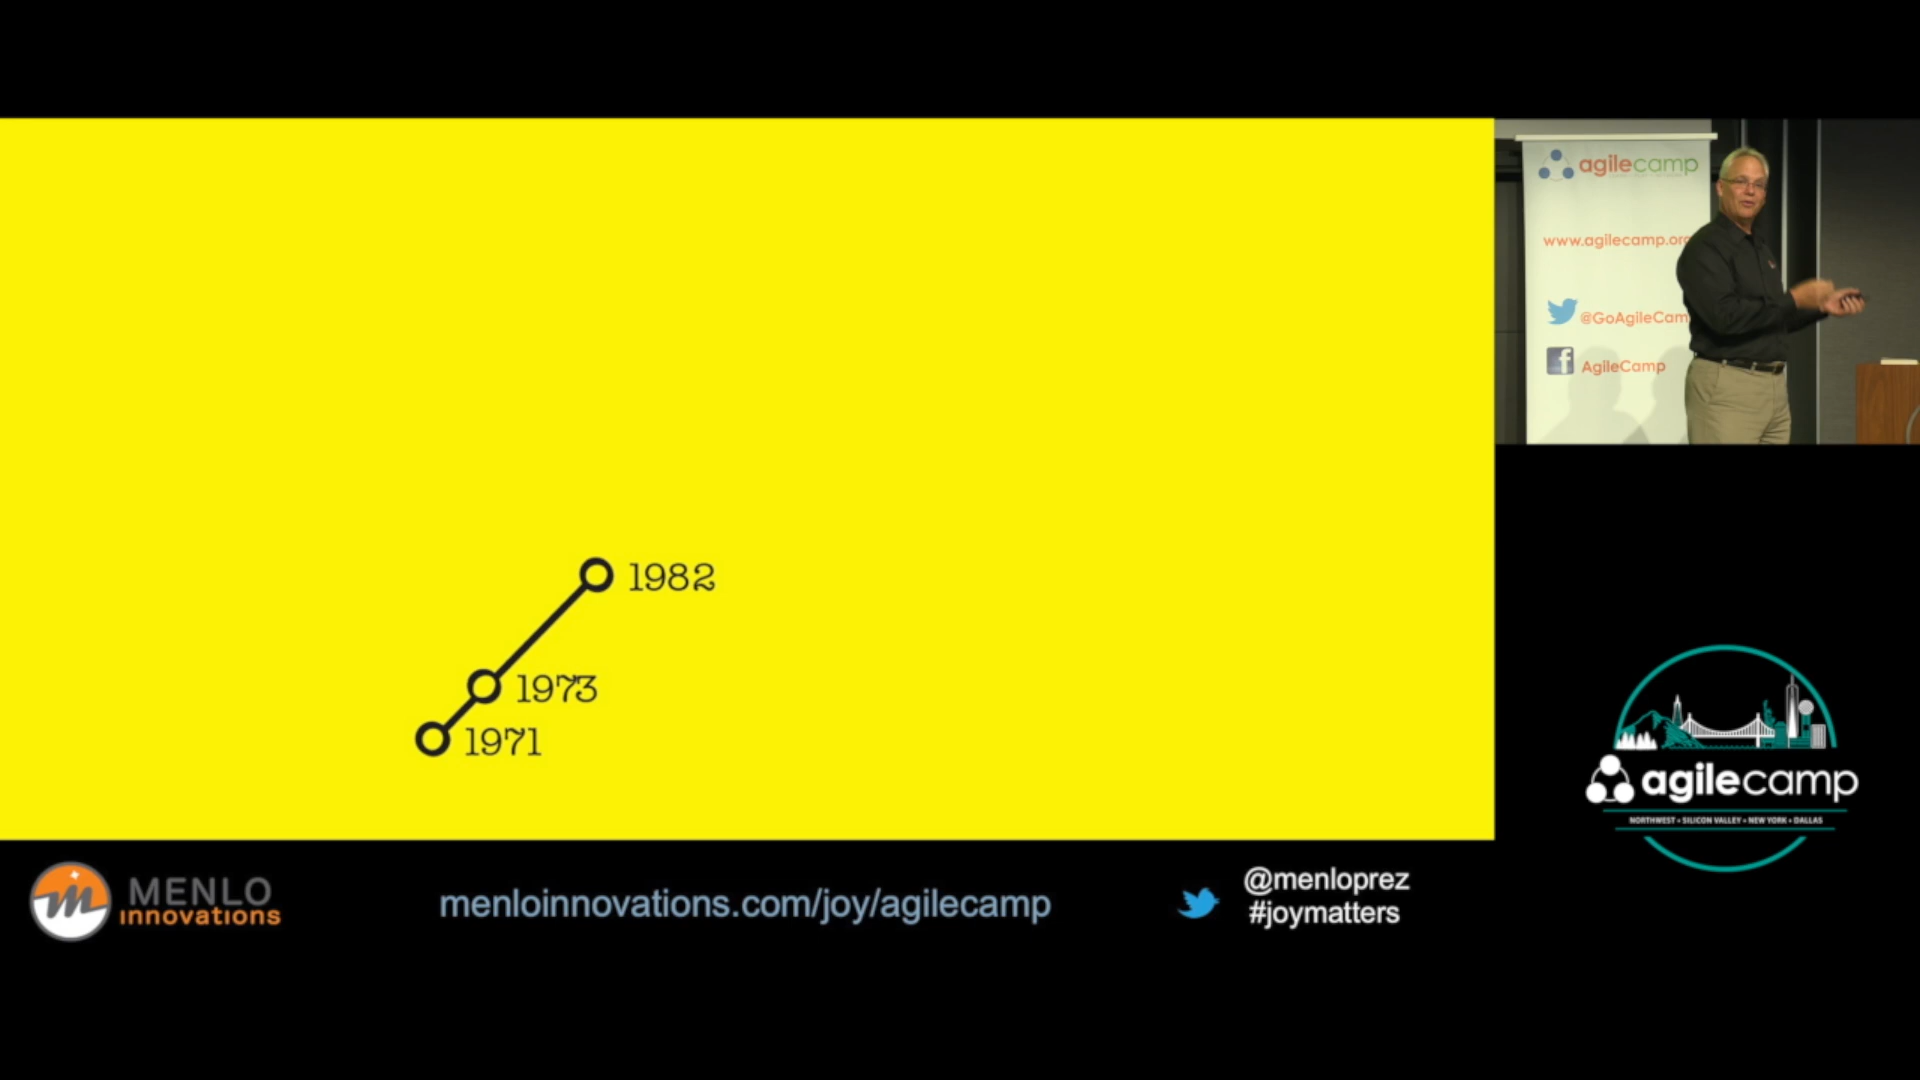 1982
1973
1971
agilecamp
www.agilecamp.org
@GoAgileCam
AgileCamp
agilecamp
NORTHWEST • SILICON VALLEY • NEW YORK • DALLAS
MENLO
innovations
menloinnovations.com/joy/agilecamp
@menloprez
#joymatters